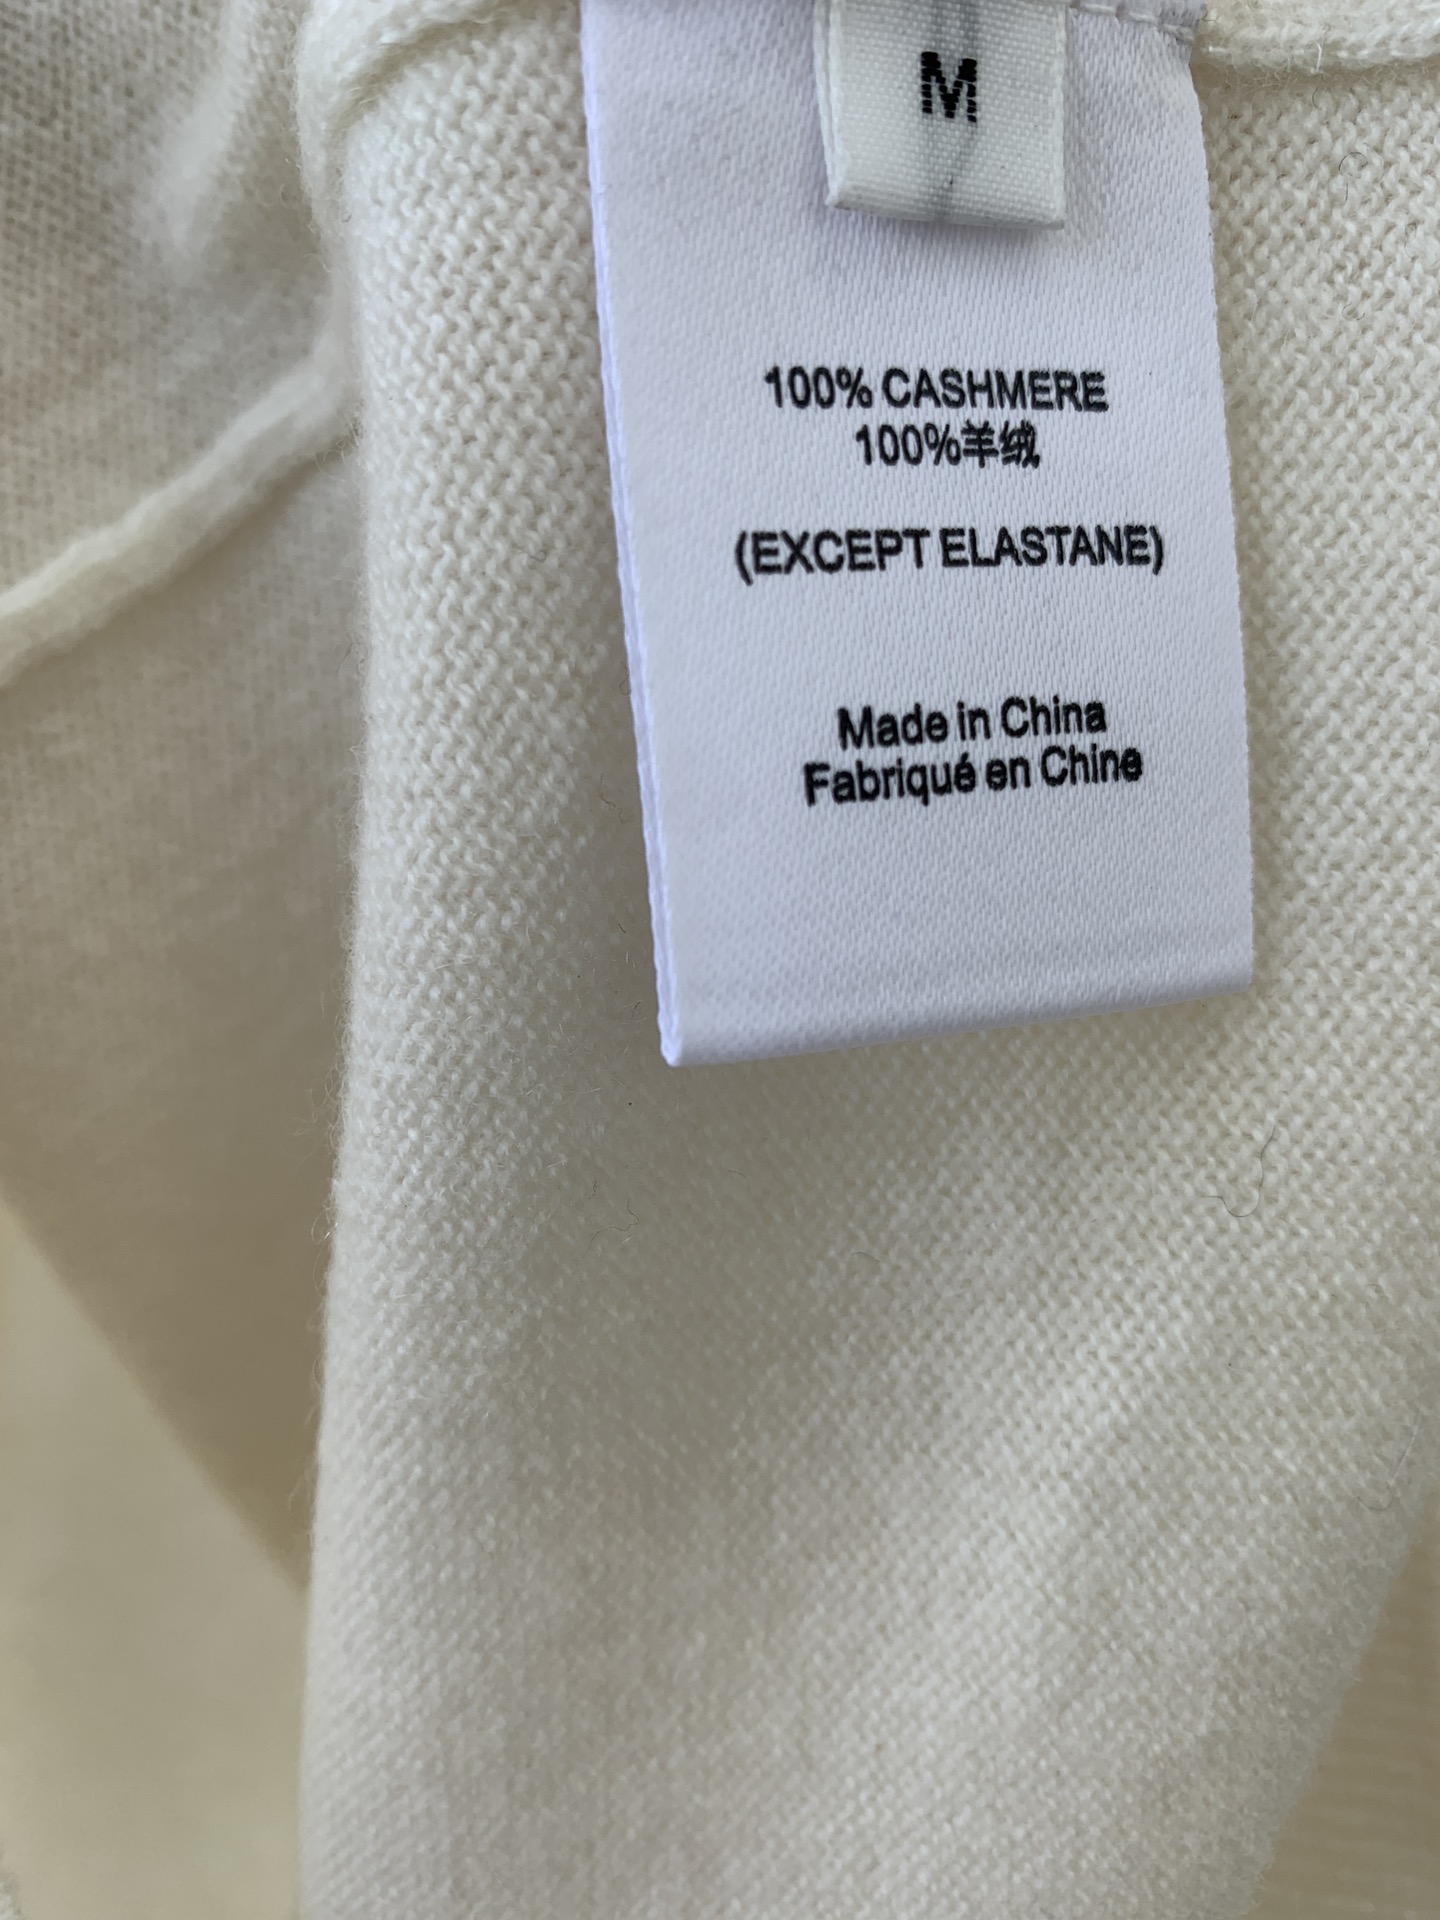 M
100% CASHMERE
100%羊绒
(EXCEPT ELASTANE)
Made in China
Fabriqué en Chine